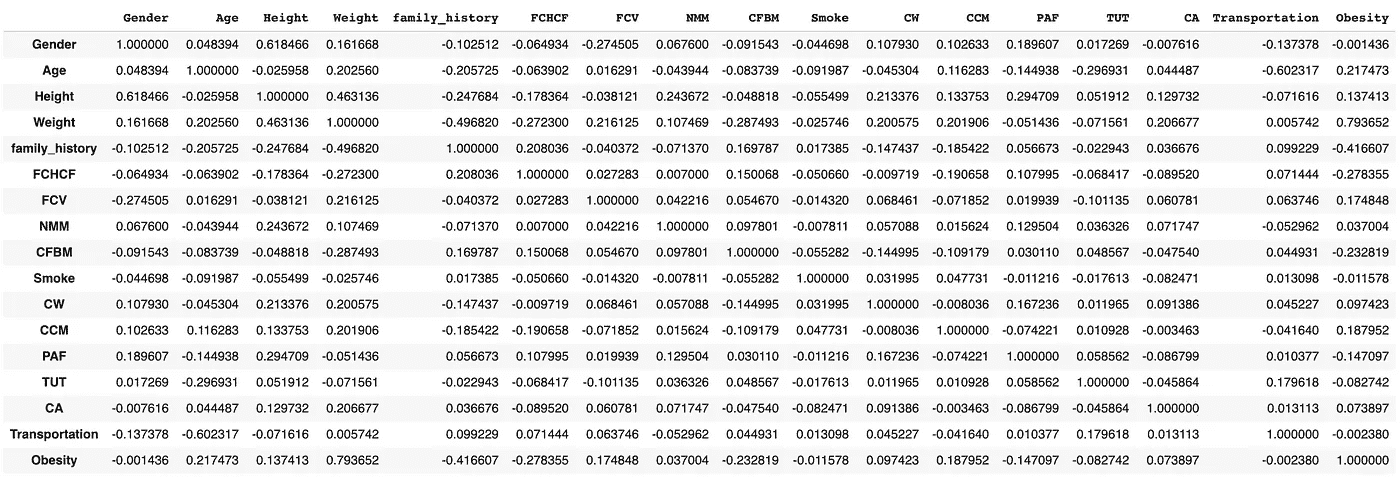 Gender Age Height Weight family_history FCHCF FCV NMM CFBM Smoke CW CCM PAF TUT CA Transportation Obesity
Gender 1.000000 0.048394 0.618466 0.161668 -0.102512 -0.064934 -0.274505 0.067600 -0.091543 -0.044698 0.107930 0.102633 0.189607 0.017269 -0.007616 -0.137378 -0.001436
Age 0.048394 1.000000 -0.025958 0.202560 -0.205725 -0.063902 0.016291 -0.043944 -0.083739 -0.091987 -0.045304 0.116283 -0.144938 -0.296931 0.044487 -0.602317 0.217473
Height 0.618466 -0.025958 1.000000 0.463136 -0.247684 -0.178364 -0.038121 0.243672 -0.048818 -0.055499 0.213376 0.133753 0.294709 0.051912 0.129732 -0.071616 0.137413
Weight 0.161668 0.202560 0.463136 1.000000 -0.496820 -0.272300 0.216125 0.107469 -0.287493 -0.025746 0.200575 0.201906 -0.051436 -0.071561 0.206677 0.005742 0.793652
family_history -0.102512 -0.205725 -0.247684 -0.496820 1.000000 0.208036 -0.040372 -0.071370 0.169787 0.017385 -0.147437 -0.185422 0.056673 -0.022943 0.036676 0.099229 -0.416607
FCHCF -0.064934 -0.063902 -0.178364 -0.272300 0.208036 1.000000 0.027283 0.007000 0.150068 -0.050660 -0.009719 -0.190658 0.107995 -0.068417 -0.089520 0.071444 -0.278355
FCV -0.274505 0.016291 -0.038121 0.216125 -0.040372 0.027283 1.000000 0.042216 0.054670 -0.014320 0.068461 -0.071852 0.019939 -0.101135 0.060781 0.063746 0.174848
NMM 0.067600 -0.043944 0.243672 0.107469 -0.071370 0.007000 0.042216 1.000000 0.097801 -0.007811 0.057088 0.015624 0.129504 0.036326 0.071747 -0.052962 0.037004
CFBM -0.091543 -0.083739 -0.048818 -0.287493 0.169787 0.150068 0.054670 0.097801 1.000000 -0.055282 -0.144995 -0.109179 0.030110 0.048567 -0.047540 0.044931 -0.232819
Smoke -0.044698 -0.091987 -0.055499 -0.025746 0.017385 -0.050660 -0.014320 -0.007811 -0.055282 1.000000 0.031995 0.047731 -0.011216 -0.017613 -0.082471 0.013098 -0.011578
CW 0.107930 -0.045304 0.213376 0.200575 -0.147437 -0.009719 0.068461 0.057088 -0.144995 0.031995 1.000000 -0.008036 0.167236 0.011965 0.091386 0.045227 0.097423
CCM 0.102633 0.116283 0.133753 0.201906 -0.185422 -0.190658 -0.071852 0.015624 -0.109179 0.047731 -0.008036 1.000000 -0.074221 0.010928 -0.003463 -0.041640 0.187952
PAF 0.189607 -0.144938 0.294709 -0.051436 0.056673 0.107995 0.019939 0.129504 0.030110 -0.011216 0.167236 -0.074221 1.000000 0.058562 -0.086799 0.010377 -0.147097
TUT 0.017269 -0.296931 0.051912 -0.071561 -0.022943 -0.068417 -0.101135 0.036326 0.048567 -0.017613 0.011965 0.010928 0.058562 1.000000 -0.045864 0.179618 -0.082742
CA -0.007616 0.044487 0.129732 0.206677 0.036676 -0.089520 0.060781 0.071747 -0.047540 -0.082471 0.091386 -0.003463 -0.086799 -0.045864 1.000000 0.013113 0.073897
Transportation -0.137378 -0.602317 -0.071616 0.005742 0.099229 0.071444 0.063746 -0.052962 0.044931 0.013098 0.045227 -0.041640 0.010377 0.179618 0.013113 1.000000 -0.002380
Obesity -0.001436 0.217473 0.137413 0.793652 -0.416607 -0.278355 0.174848 0.037004 -0.232819 -0.011578 0.097423 0.187952 -0.147097 -0.082742 0.073897 -0.002380 1.000000